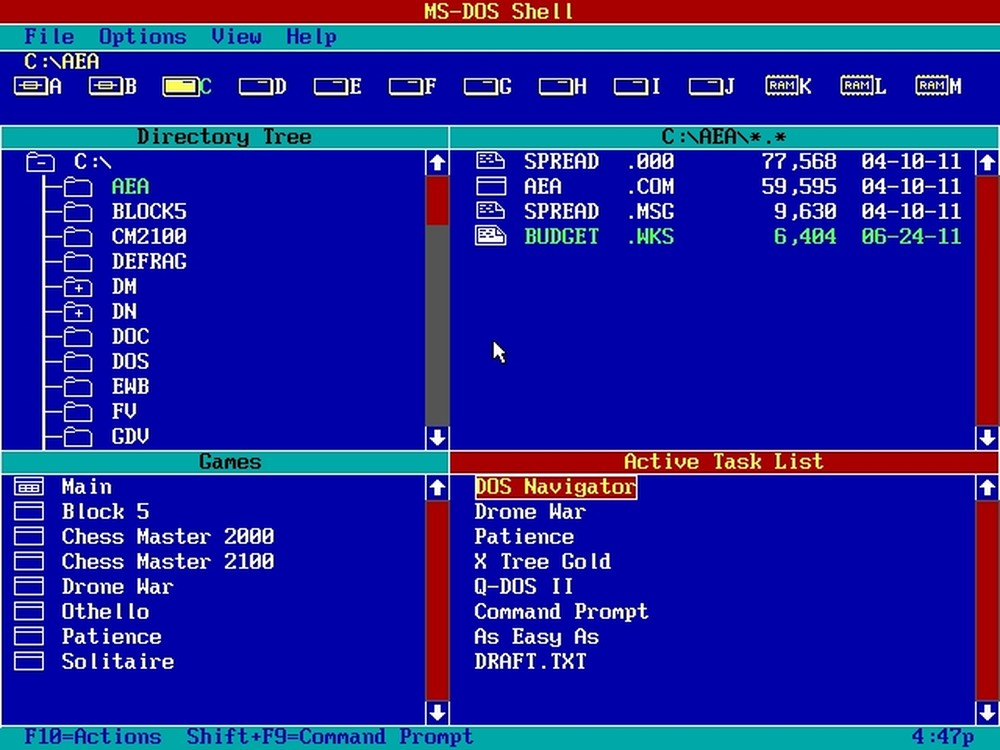 MS-DOS Shell
File Options View Help
C:\AEA
A B C D E F G H I J RAM K RAM L RAM M
Directory Tree
C:\
AEA
BLOCK5
CM2100
DEFRAG
DM
DN
DOC
DOS
EWB
FV
GDV
C:\AEA\*.*
SPREAD .000 77,568 04-10-11
AEA .COM 59,595 04-10-11
SPREAD .MSG 9,630 04-10-11
BUDGET .WKS 6,404 06-24-11
Games
Main
Block 5
Chess Master 2000
Chess Master 2100
Drone War
Othello
Patience
Solitaire
Active Task List
DOS Navigator
Drone War
Patience
X Tree Gold
Q-DOS II
Command Prompt
As Easy As
DRAFT.TXT
F10=Actions Shift+F9=Command Prompt 4:47p